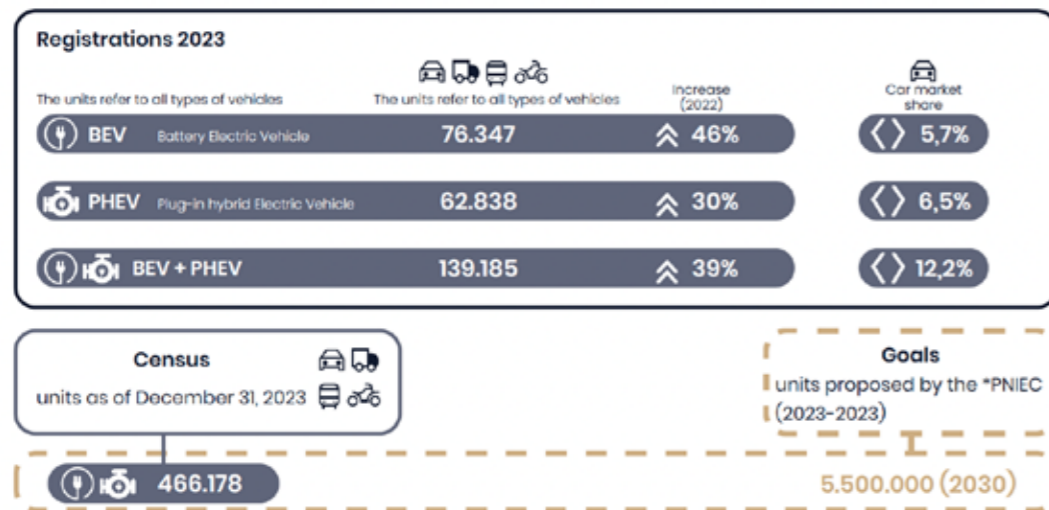 Registrations 2023
The units refer to all types of vehicles
The units refer to all types of vehicles
Increase
(2022)
Car market
share
BEV Battery Electric Vehicle 76.347 46% 5,7%
PHEV Plug-in hybrid Electric Vehicle 62.838 30% 6,5%
BEV + PHEV 139.185 39% 12,2%
Census
units as of December 31, 2023
Goals
units proposed by the *PNIEC
(2023-2023)
466.178
5.500.000 (2030)